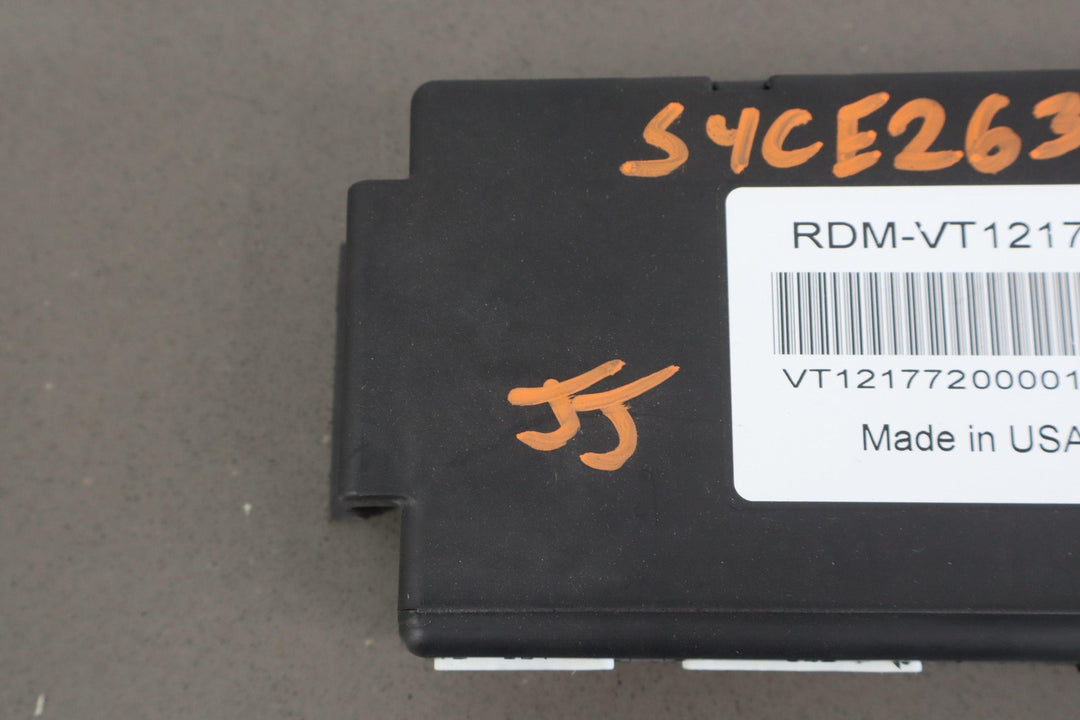 S4CE263
RDM-VT1217
VT12177200001
Made in USA
JJ